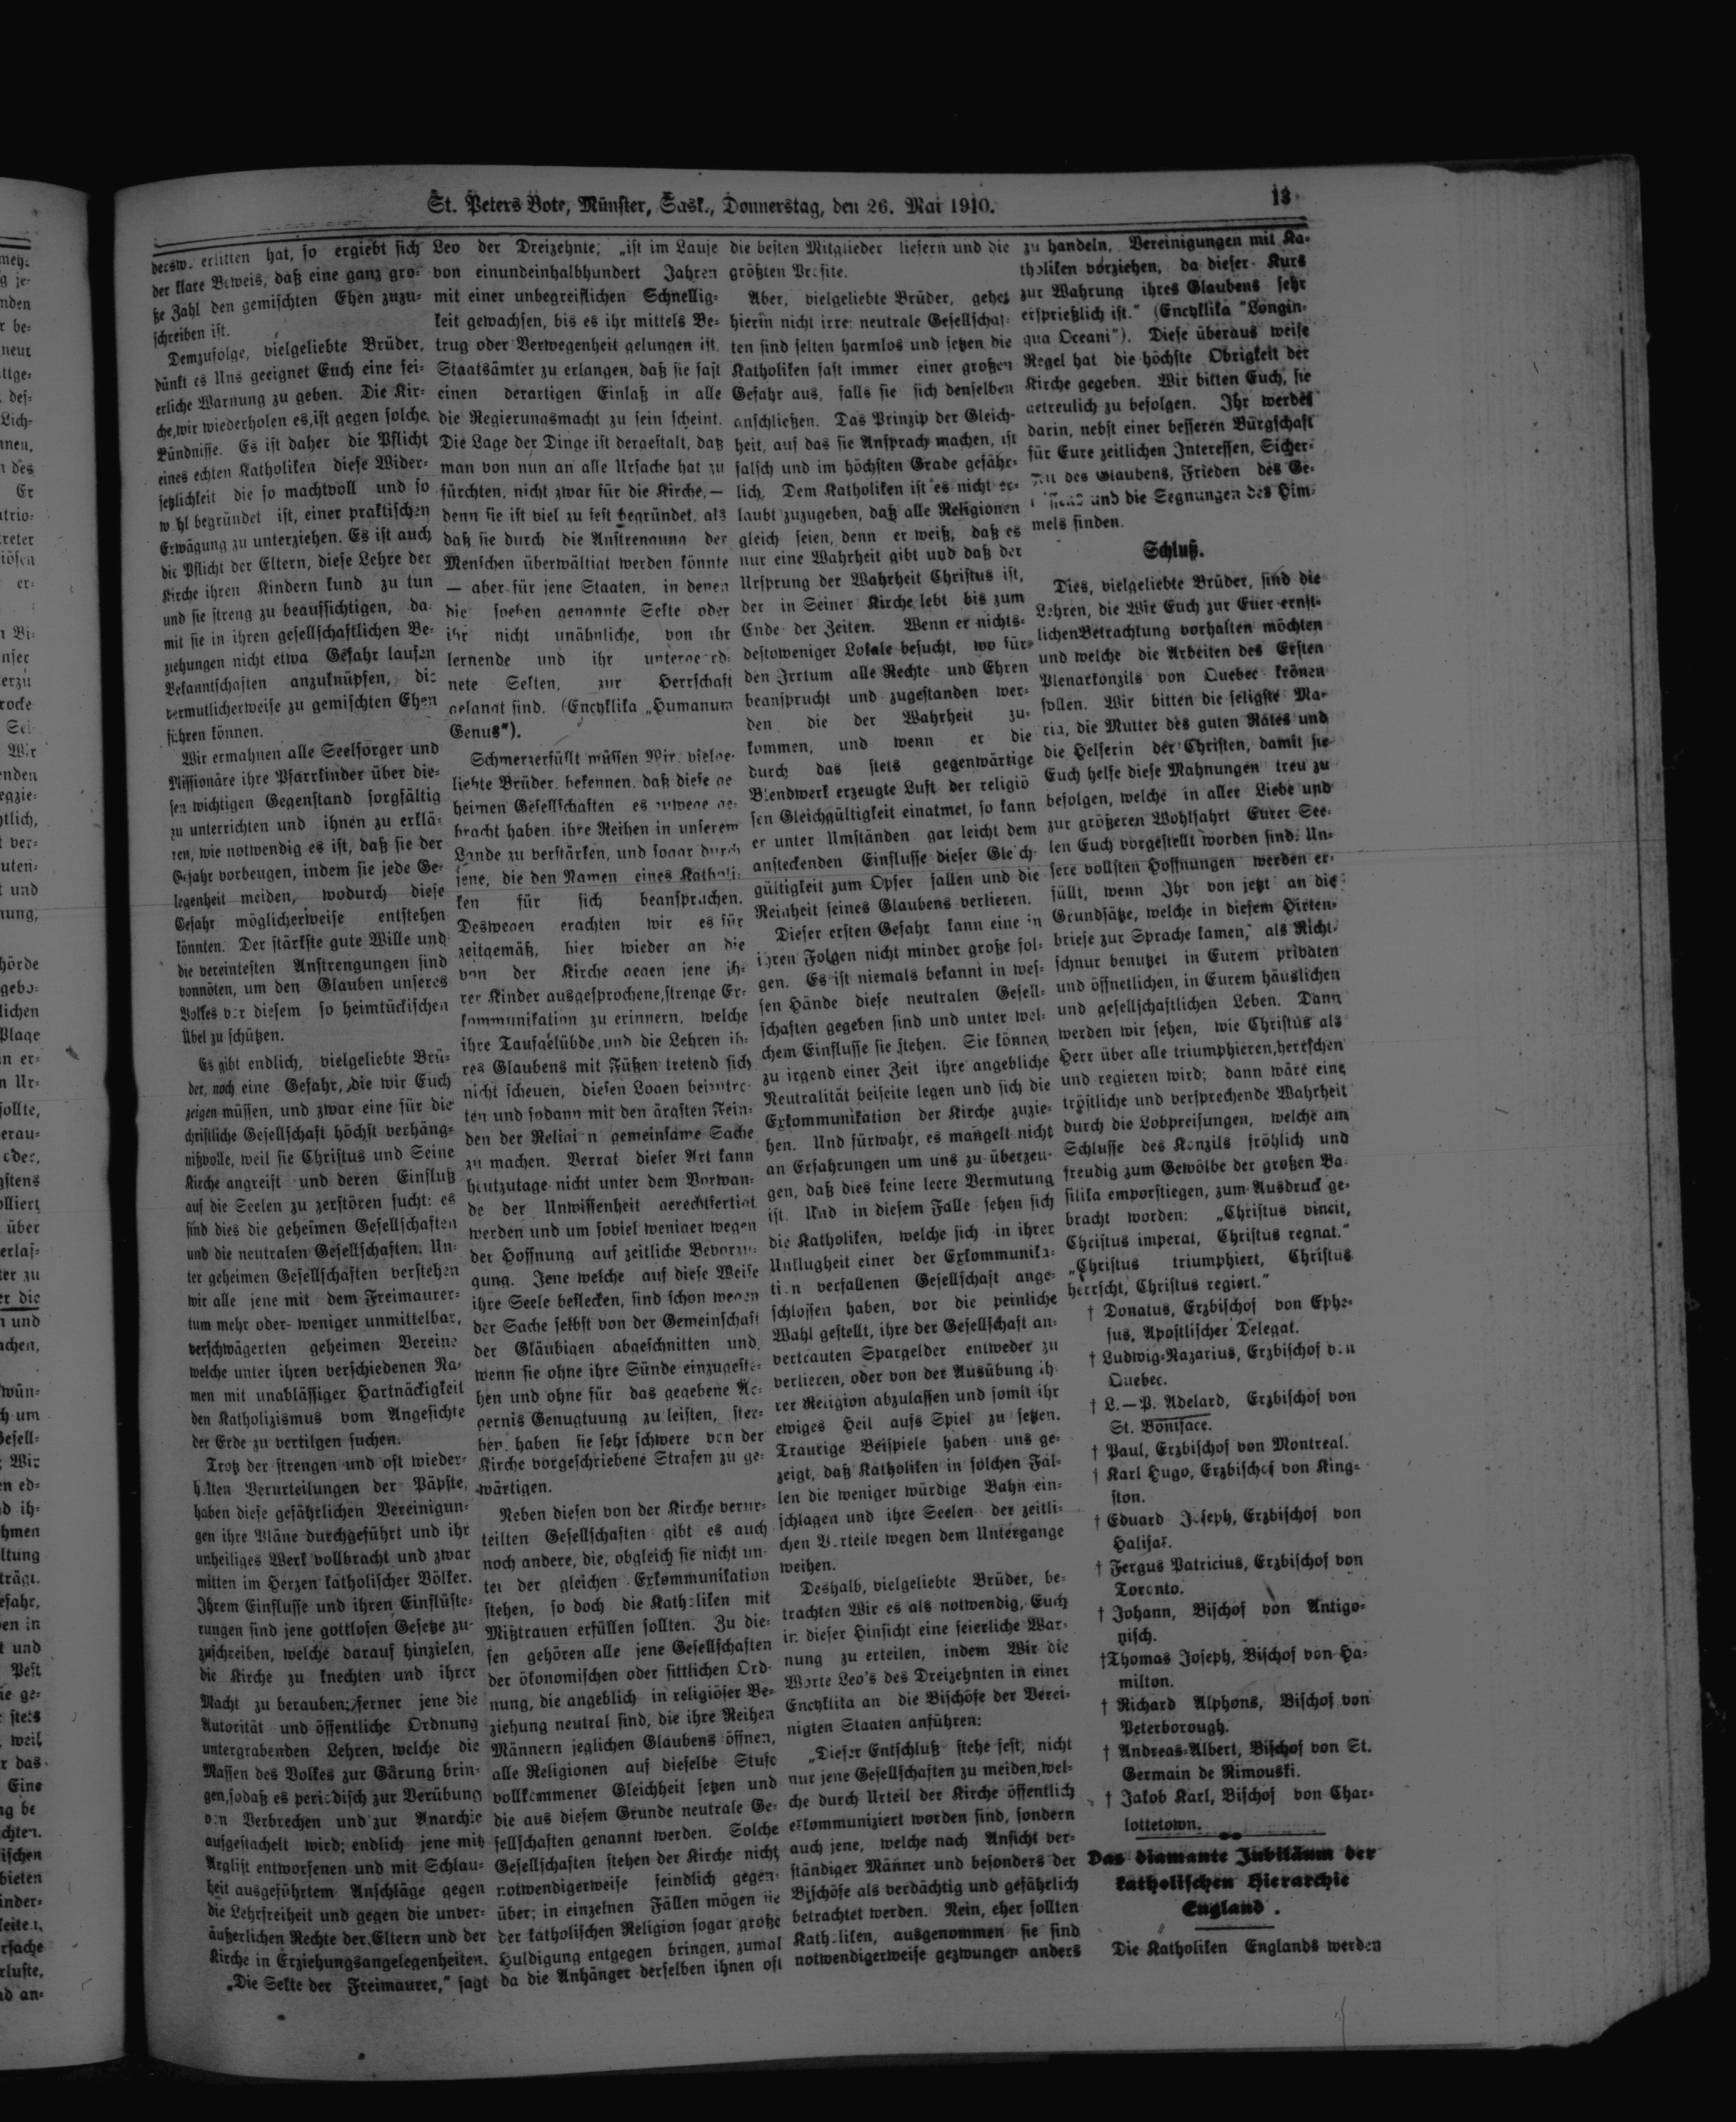 St. Peters Bote, Münster, Sask., Donnerstag, den 26. Mai 1910.
13
erlitten hat, so ergiebt sich
der klare Beweis, daß eine ganz gro-
ße Zahl den gemischten Ehen zuzu-
schreiben ist.
Demzufolge, vielgeliebte Brüder,
dünkt es Uns geeignet Euch eine fei-
erliche Warnung zu geben. Die Kir-
che, wir wiederholen es, ist gegen solche
Bündnisse. Es ist daher die Pflicht
eines echten Katholiken diese Wider-
setzlichkeit die so machtvoll und so
wohl begründet ist, einer praktischen
Erwägung zu unterziehen. Es ist auch
die Pflicht der Eltern, diese Lehre der
Kirche ihren Kindern kund zu tun
und sie streng zu beaufsichtigen, da-
mit sie in ihren gesellschaftlichen Be-
ziehungen nicht etwa Gefahr laufen
Bekanntschaften anzuknüpfen, die
vermutlicherweise zu gemischten Ehen
führen können.
Wir ermahnen alle Seelsorger und
Missionäre ihre Pfarrkinder über die-
sen wichtigen Gegenstand sorgfältig
zu unterrichten und ihnen zu erklä-
ren, wie notwendig es ist, daß sie der
Gefahr vorbeugen, indem sie jede Ge-
legenheit meiden, wodurch diese
Gefahr möglicherweise entstehen
könnten. Der stärkste gute Wille und
die vereintesten Anstrengungen sind
vonnöten, um den Glauben unseres
Volkes vor diesem so heimtückischen
Übel zu schützen.
Es gibt endlich, vielgeliebte Brü-
der, noch eine Gefahr, die wir Euch
zeigen müssen, und zwar eine für die
christliche Gesellschaft höchst verhäng-
nißvolle, weil sie Christus und Seine
Kirche angreift und deren Einfluß
auf die Seelen zu zerstören sucht: es
sind dies die geheimen Gesellschaften
und die neutralen Gesellschaften. Un-
ter geheimen Gesellschaften verstehen
wir alle jene mit dem Freimaurer-
tum mehr oder weniger unmittelbar,
verschwägerten geheimen Vereine
welche unter ihren verschiedenen Na-
men mit unablässiger Hartnäckigkeit
den Katholizismus vom Angesichte
der Erde zu vertilgen suchen.
Trotz der strengen und oft wieder-
holten Verurteilungen der Päpste,
haben diese gefährlichen Vereinigun-
gen ihre Pläne durchgeführt und ihr
unheiliges Werk vollbracht und zwar
mitten im Herzen katholischer Völker.
Ihrem Einflusse und ihren Einflüste-
rungen sind jene gottlosen Gesetze zu-
zuschreiben, welche darauf hinzielen,
die Kirche zu knechten und ihrer
Macht zu berauben; ferner jene die
Autorität und öffentliche Ordnung
untergrabenden Lehren, welche die
Massen des Volkes zur Gärung brin-
gen, sodaß es periodisch zur Verübung
von Verbrechen und zur Anarchie
aufgestachelt wird; endlich jene mit
Arglist entworfenen und mit Schlau-
heit ausgeführtem Anschläge gegen
die Lehrfreiheit und gegen die unver-
äußerlichen Rechte der Eltern und der
Kirche in Erziehungsangelegenheiten.
„Die Sekte der Freimaurer,“ sagt
Leo der Dreizehnte; „ist im Laufe
von einundeinhalbhundert Jahren
mit einer unbegreiflichen Schnellig-
keit gewachsen, bis es ihr mittels Be-
trug oder Verwegenheit gelungen ist,
Staatsämter zu erlangen, daß sie fast
einen derartigen Einlaß in alle
die Regierungsmacht zu sein scheint.
Die Lage der Dinge ist dergestalt, daß
man von nun an alle Ursache hat zu
fürchten, nicht zwar für die Kirche, —
denn sie ist viel zu fest begründet, als
daß sie durch die Anstrengung der
Menschen überwältigt werden könnte
— aber für jene Staaten, in denen
die soeben genannte Sekte oder
ihr nicht unähnliche, von ihr
lernende und ihr untergeord-
nete Sekten, zur Herrschaft
gelangt sind. (Encyklika „Humanum
Genus“).
Schmerzerfüllt müssen Wir, vielge-
liebte Brüder, bekennen, daß diese ge
heimen Gesellschaften es zuwege ge-
bracht haben, ihre Reihen in unserem
Lande zu verstärken, und sogar durch
jene, die den Namen eines Katholi-
ken für sich beanspruchen.
Deswegen erachten wir es für
zeitgemäß, hier wieder an die
von der Kirche gegen jene ih-
rer Kinder ausgesprochene, strenge Ex-
kommunikation zu erinnern, welche
ihre Taufgelübde und die Lehren ih-
res Glaubens mit Füßen tretend sich
nicht scheuen, diesen Logen beizutre-
ten und sodann mit den ärgsten Fein-
den der Religion gemeinsame Sache
zu machen. Verrat dieser Art kann
heutzutage nicht unter dem Vorwan-
de der Unwissenheit gerechtfertigt
werden und um soviel weniger wegen
der Hoffnung auf zeitliche Bevorzu-
gung. Jene welche auf diese Weise
ihre Seele beflecken, sind schon wegen
der Sache selbst von der Gemeinschaft
der Gläubigen abgeschnitten und,
wenn sie ohne ihre Sünde einzugeste-
hen und ohne für das gegebene Är-
gernis Genugtuung zu leisten, ster-
ben, haben sie sehr schwere von der
Kirche vorgeschriebene Strafen zu ge-
wärtigen.
Neben diesen von der Kirche verur-
teilten Gesellschaften gibt es auch
noch andere, die, obgleich sie nicht un-
ter der gleichen Exkommunikation
stehen, so doch die Katholiken mit
Mißtrauen erfüllen sollten. Zu die-
sen gehören alle jene Gesellschaften
der ökonomischen oder sittlichen Ord-
nung, die angeblich in religiöser Be-
ziehung neutral sind, die ihre Reihen
Männern jeglichen Glaubens öffnen,
alle Religionen auf dieselbe Stufe
vollkommener Gleichheit setzen und
die aus diesem Grunde neutrale Ge-
sellschaften genannt werden. Solche
Gesellschaften stehen der Kirche nicht
notwendigerweise feindlich gegen-
über; in einzelnen Fällen mögen sie
der katholischen Religion sogar große
Huldigung entgegen bringen, zumal
da die Anhänger derselben ihnen oft
die besten Mitglieder liefern und die
größten Profite.
Aber, vielgeliebte Brüder, gehet
hierin nicht irre: neutrale Gesellschaf-
ten sind selten harmlos und setzen die
Katholiken fast immer einer großen
Gefahr aus, falls sie sich denselben
anschließen. Das Prinzip der Gleich-
heit, auf das sie Anspruch machen, ist
falsch und im höchsten Grade gefähr-
lich. Dem Katholiken ist es nicht er-
laubt zuzugeben, daß alle Religionen
gleich seien, denn er weiß, daß es
nur eine Wahrheit gibt und daß der
Ursprung der Wahrheit Christus ist,
der in Seiner Kirche lebt bis zum
Ende der Zeiten. Wenn er nichts-
destoweniger Lokale besucht, wo für
den Irrtum alle Rechte und Ehren
beansprucht und zugestanden wer-
den die der Wahrheit zu-
kommen, und wenn er die
durch das stets gegenwärtige
Blendwerk erzeugte Luft der religiö
sen Gleichgültigkeit einatmet, so kann
er unter Umständen gar leicht dem
ansteckenden Einflusse dieser Gleich-
gültigkeit zum Opfer fallen und die
Reinheit seines Glaubens verlieren.
Dieser ersten Gefahr kann eine in
ihren Folgen nicht minder große fol-
gen. Es ist niemals bekannt in wes-
sen Hände diese neutralen Gesell-
schaften gegeben sind und unter wel-
chem Einflusse sie stehen. Sie können
zu irgend einer Zeit ihre angebliche
Neutralität beiseite legen und sich die
Exkommunikation der Kirche zuzie-
hen. Und fürwahr, es mangelt nicht
an Erfahrungen um uns zu überzeu-
gen, daß dies keine leere Vermutung
ist. Und in diesem Falle sehen sich
die Katholiken, welche sich in ihrer
Unklugheit einer der Exkommunika-
tion verfallenen Gesellschaft ange-
schlossen haben, vor die peinliche
Wahl gestellt, ihre der Gesellschaft an-
vertrauten Spargelder entweder zu
verlieren, oder von der Ausübung ih-
rer Religion abzulassen und somit ihr
ewiges Heil aufs Spiel zu setzen.
Traurige Beispiele haben uns ge-
zeigt, daß Katholiken in solchen Fäl-
len die weniger würdige Bahn ein-
schlagen und ihre Seelen der zeitli-
chen Vorteile wegen dem Untergange
weihen.
Deshalb, vielgeliebte Brüder, be-
trachten Wir es als notwendig, Euch
in dieser Hinsicht eine feierliche War-
nung zu erteilen, indem Wir die
Worte Leo's des Dreizehnten in einer
Encyklika an die Bischöfe der Verei-
nigten Staaten anführen:
„Dieser Entschluß stehe fest, nicht
nur jene Gesellschaften zu meiden, wel-
che durch Urteil der Kirche öffentlich
exkommuniziert worden sind, sondern
auch jene, welche nach Ansicht ver-
ständiger Männer und besonders der
Bischöfe als verdächtig und gefährlich
betrachtet werden. Nein, eher sollten
Katholiken, ausgenommen sie sind
notwendigerweise gezwungen anders
zu handeln, Vereinigungen mit Ka-
tholiken vorziehen, da dieser Kurs
zur Wahrung ihres Glaubens sehr
ersprießlich ist.“ (Encyklika "Longin-
qua Oceani"). Diese überaus weise
Regel hat die höchste Obrigkeit der
Kirche gegeben. Wir bitten Euch, sie
getreulich zu befolgen. Ihr werdet
darin, nebst einer besseren Bürgschaft
für Eure zeitlichen Interessen, Sicher-
des Glaubens, Frieden des Ge-
und die Segnungen des Him-
mels finden.
Schluß.
Dies, vielgeliebte Brüder, sind die
Lehren, die Wir Euch zur Euer ernst-
lichen Betrachtung vorhalten möchten
und welche die Arbeiten des Ersten
Plenarkonzils von Quebec krönen
sollen. Wir bitten die seligste Ma-
ria, die Mutter des guten Rates und
die Helferin der Christen, damit sie
Euch helfe diese Mahnungen treu zu
befolgen, welche in aller Liebe und
zur größeren Wohlfahrt Eurer See-
len Euch vorgestellt worden sind. Un-
sere vollsten Hoffnungen werden er-
füllt, wenn Ihr von jetzt an die
Grundsätze, welche in diesem Hirten-
briefe zur Sprache kamen, als Richt-
schnur benutzet in Eurem privaten
und öffnetlichen, in Eurem häuslichen
und gesellschaftlichen Leben. Dann
werden wir sehen, wie Christus als
Herr über alle triumphieren, herrschen
und regieren wird; dann wäre eine
tröstliche und versprechende Wahrheit
durch die Lobpreisungen, welche am
Schlusse des Konzils fröhlich und
freudig zum Gewölbe der großen Ba-
silika emporstiegen, zum Ausdruck ge-
bracht worden: „Christus vincit,
Christus imperat, Christus regnat.“
„Christus triumphiert, Christus
herrscht, Christus regiert.“
† Donatus, Erzbischof von Ephe-
sus, Apostlischer Delegat.
† Ludwig-Nazarius, Erzbischof von
Quebec.
† L.—P. Adelard, Erzbischof von
St. Boniface.
† Paul, Erzbischof von Montreal.
† Karl Hugo, Erzbischof von King-
ston.
† Eduard Joseph, Erzbischof von
Halifax.
† Fergus Patricius, Erzbischof von
Toronto.
† Johann, Bischof von Antigo-
nisch.
†Thomas Joseph, Bischof von Ha-
milton.
† Richard Alphons, Bischof von
Peterborough.
† Andreas-Albert, Bischof von St.
Germain de Rimouski.
† Jakob Karl, Bischof von Char-
lottetown.
Das diamante Jubiläum der
katholischen Hierarchie
England.
Die Katholiken Englands werden